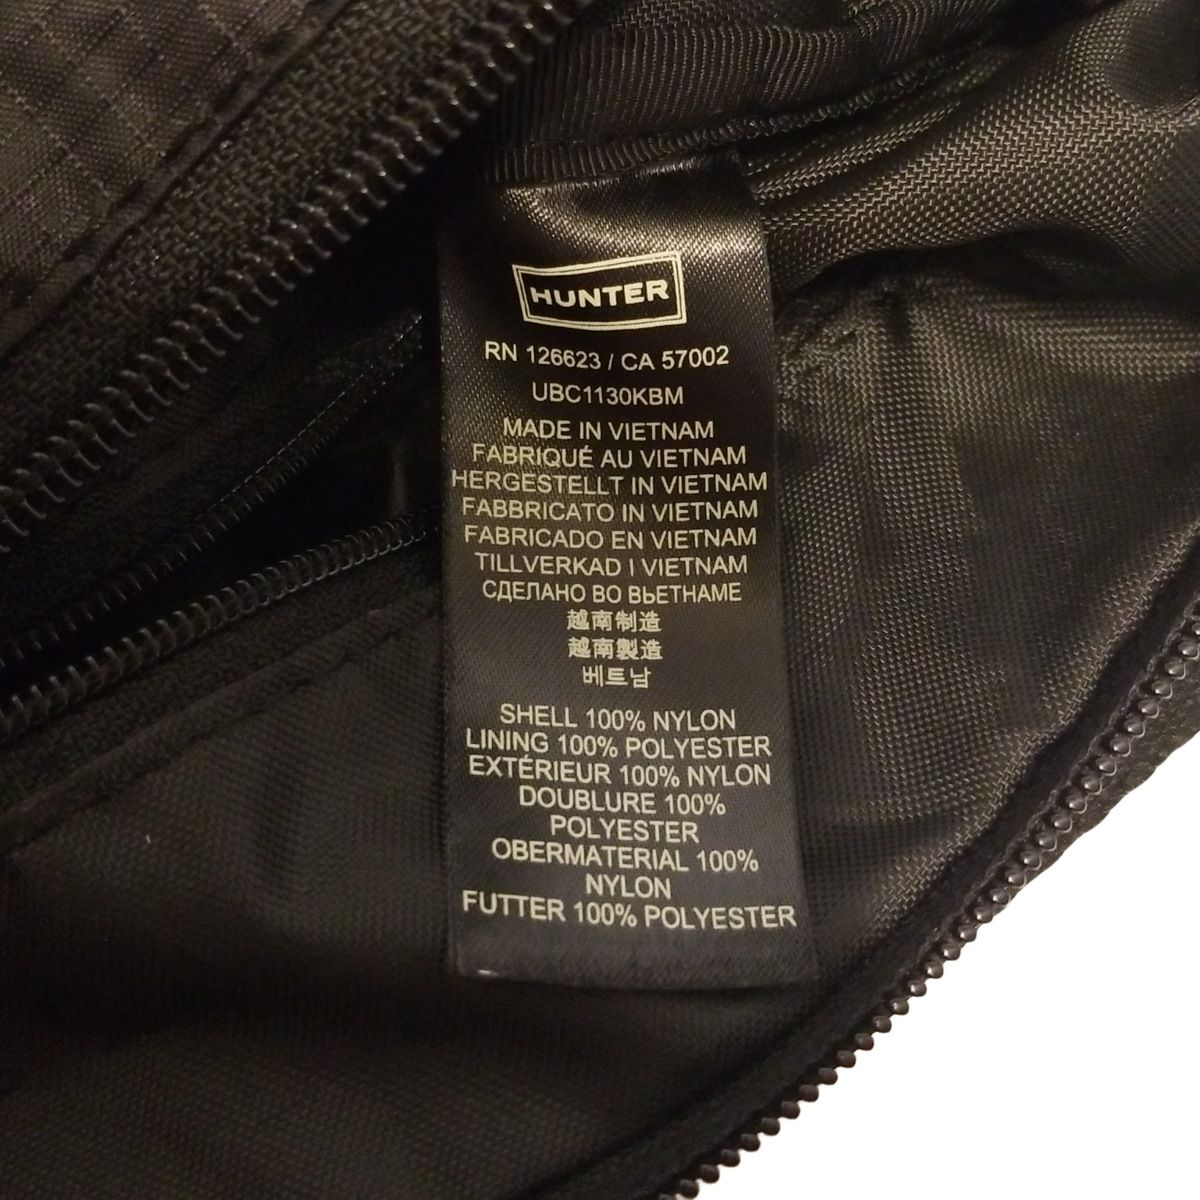 HUNTER
RN 126623 / CA 57002
UBC1130KBM
MADE IN VIETNAM
FABRIQUÉ AU VIETNAM
HERGESTELLT IN VIETNAM
FABBRICATO IN VIETNAM
FABRICADO EN VIETNAM
TILLVERKAD I VIETNAM
СДЕЛАНО ВО ВЬЕТНАМЕ
越南制造
越南製造
베트남
SHELL 100% NYLON
LINING 100% POLYESTER
EXTÉRIEUR 100% NYLON
DOUBLURE 100%
POLYESTER
OBERMATERIAL 100%
NYLON
FUTTER 100% POLYESTER